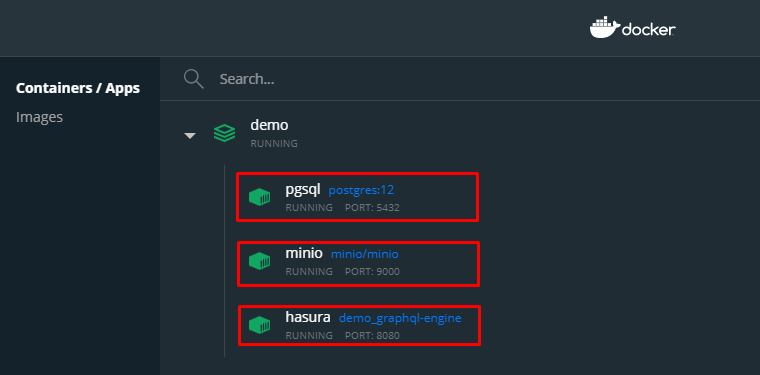 docker
Containers / Apps
Images
Search...
demo
RUNNING
pgsql postgres:12
RUNNING PORT: 5432
minio minio/minio
RUNNING PORT: 9000
hasura demo_graphql-engine
RUNNING PORT: 8080